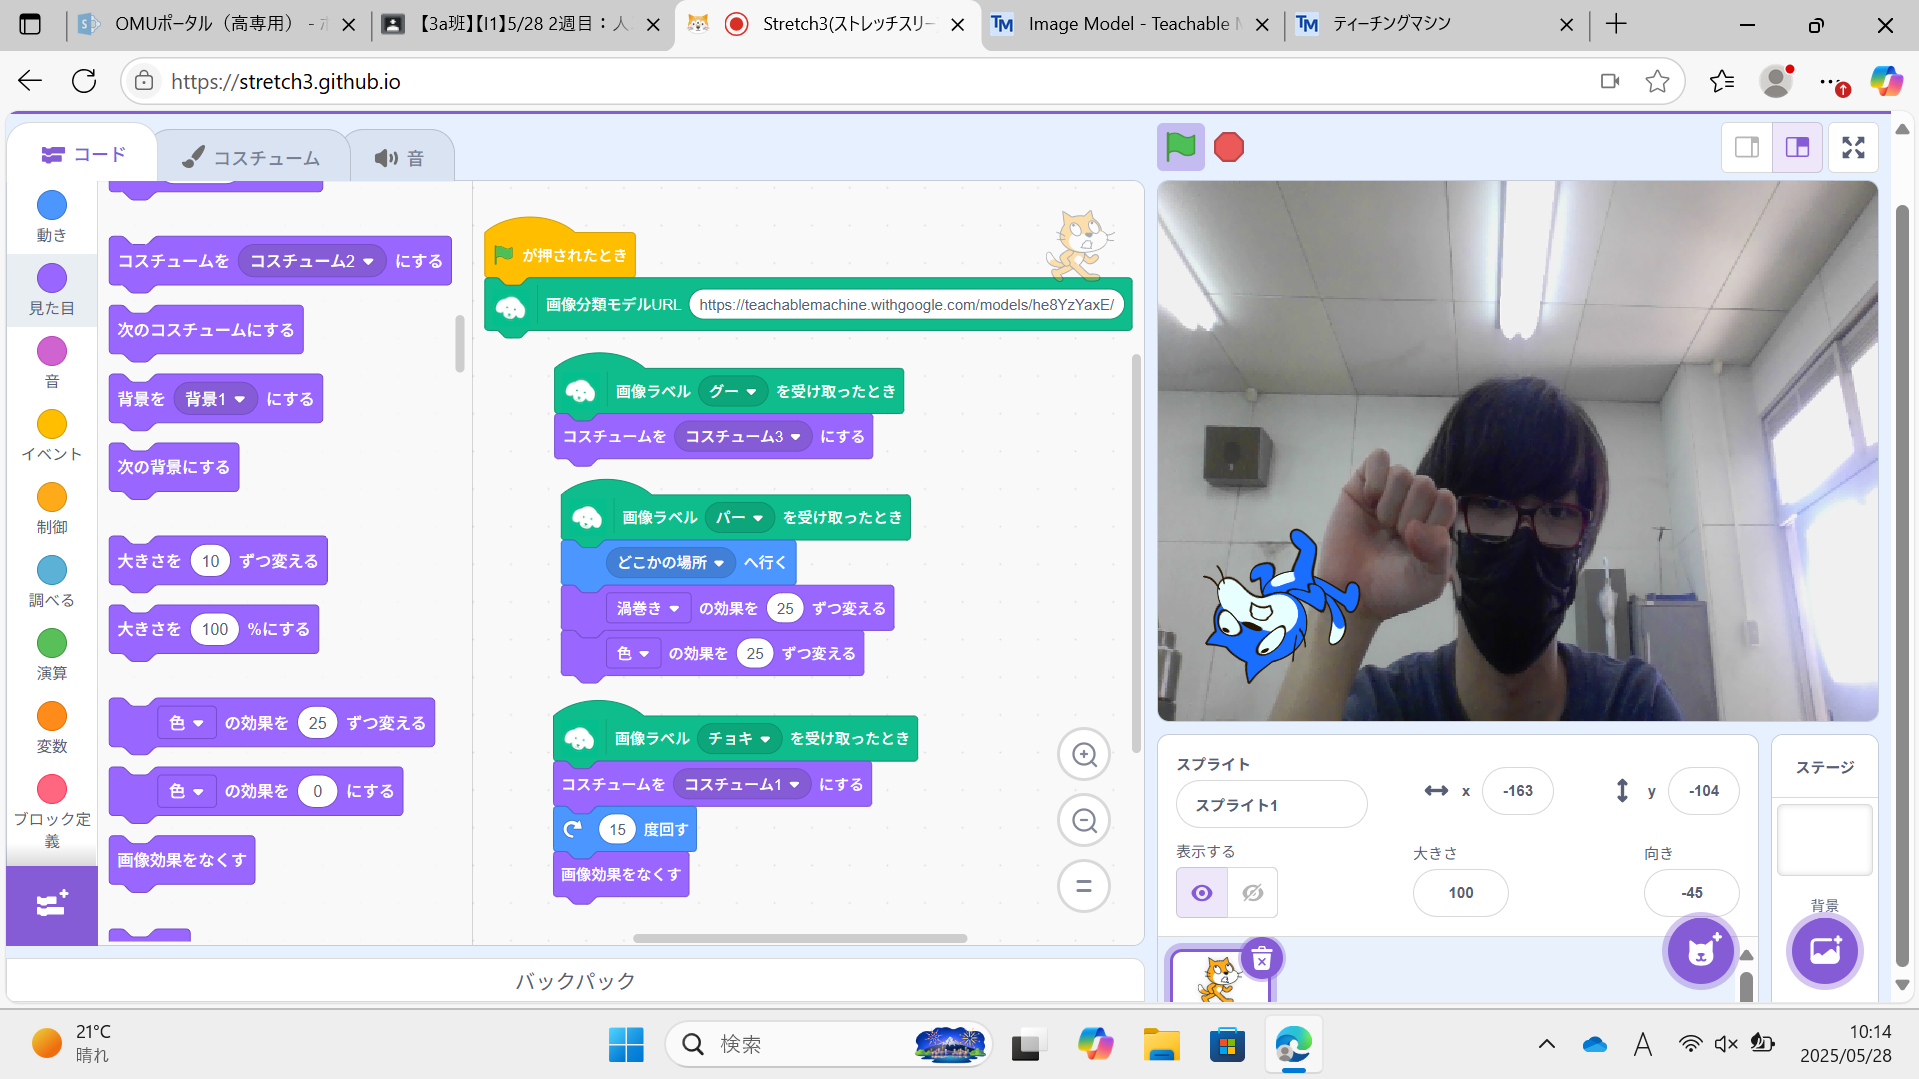 OMUポータル（高専用）
【3a班】【I1】5/28 2週目：人
Stretch3(ストレッチスリー
Image Model - Teachable M
ティーチングマシン
https://stretch3.github.io
コード
コスチューム
音
動き
見た目
音
イベント
制御
調べる
演算
変数
ブロック定
義
コスチュームを コスチューム2 にする
次のコスチュームにする
背景を 背景1 にする
次の背景にする
大きさを 10 ずつ変える
大きさを 100 %にする
色 の効果を 25 ずつ変える
色 の効果を 0 にする
画像効果をなくす
が押されたとき
画像分類モデルURL https://teachablemachine.withgoogle.com/models/he8YzYaxE/
画像ラベル グー を受け取ったとき
コスチュームを コスチューム3 にする
画像ラベル パー を受け取ったとき
どこかの場所 へ行く
渦巻き の効果を 25 ずつ変える
色 の効果を 25 ずつ変える
画像ラベル チョキ を受け取ったとき
コスチュームを コスチューム1 にする
15 度回す
画像効果をなくす
バックパック
スプライト
スプライト1
x -163
y -104
表示する
大きさ
100
向き
-45
ステージ
背景
21°C
晴れ
検索
A
10:14
2025/05/28